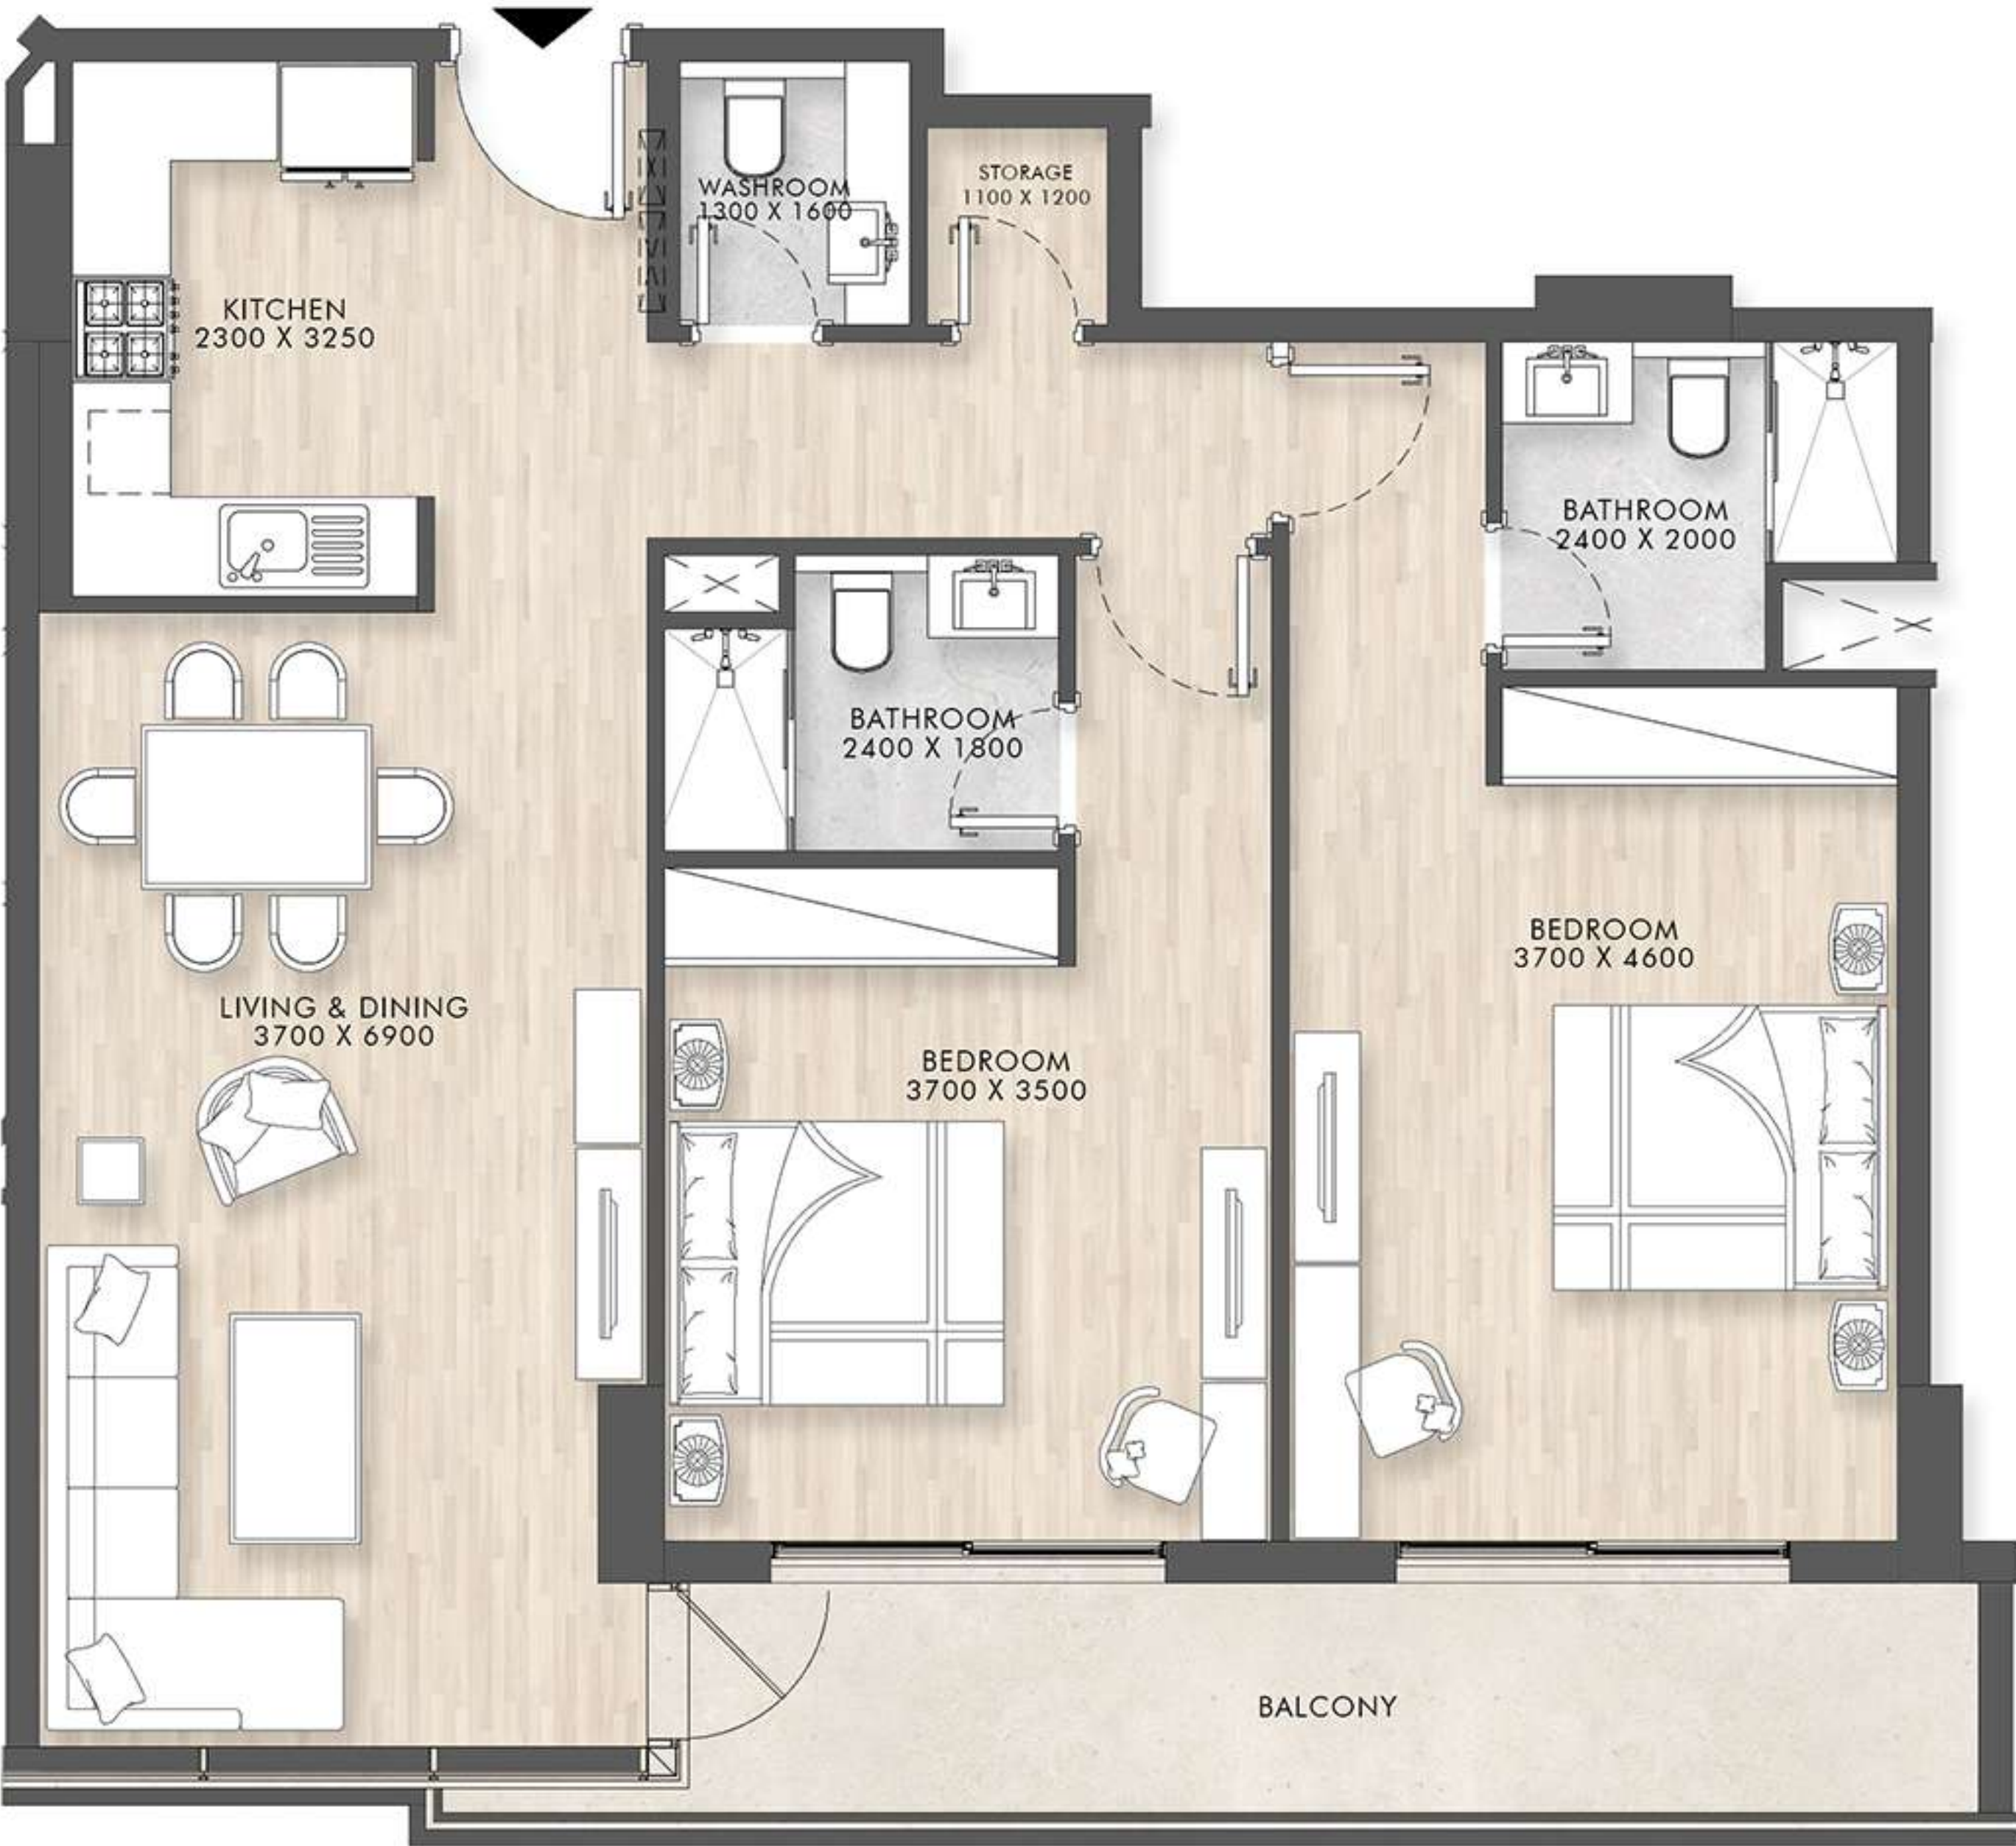 WASHROOM
1300 X 1600
STORAGE
1100 X 1200
KITCHEN
2300 X 3250
BATHROOM
2400 X 2000
BATHROOM
2400 X 1800
BEDROOM
3700 X 4600
LIVING & DINING
3700 X 6900
BEDROOM
3700 X 3500
BALCONY